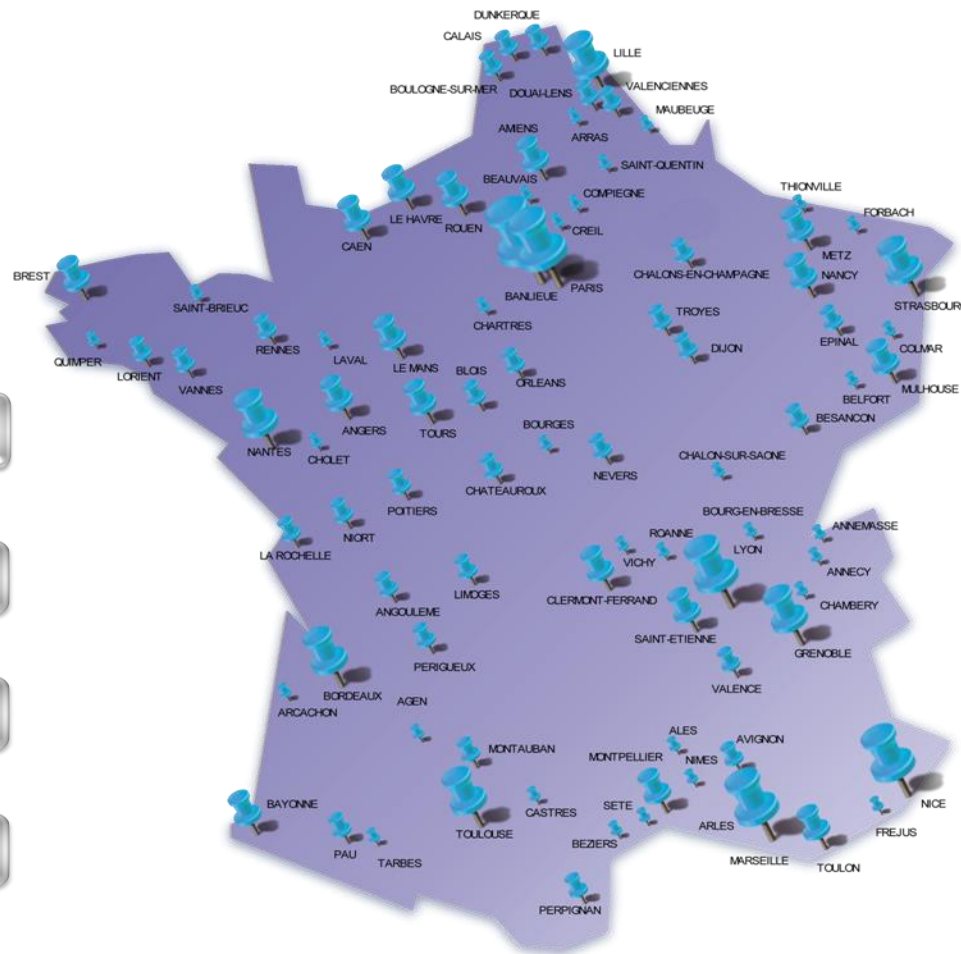 DUNKERQUE
CALAIS
LILLE
BOULOGNE-SUR-MER
DOUAI-LENS
VALENCIENNES
MAUBEUGE
AMIENS
ARRAS
SAINT-QUENTIN
BEAUVAIS
COMPIEGNE
THIONVILLE
FORBACH
LE HAVRE
ROUEN
CREIL
CAEN
METZ
CHALONS-EN-CHAMPAGNE
NANCY
BREST
BANLIEUE
PARIS
STRASBOURG
SAINT-BRIEUC
CHARTRES
TROYES
EPINAL
COLMAR
QUIMPER
RENNES
LAVAL
LE MANS
DIJON
LORIENT
VANNES
BLOIS
ORLEANS
BELFORT
MULHOUSE
ANGERS
TOURS
BOURGES
BESANCON
NANTES
CHOLET
NEVERS
CHALON-SUR-SAONE
CHATEAUROUX
POITIERS
BOURG-EN-BRESSE
ANNEMASSE
NIORT
ROANNE
LYON
LA ROCHELLE
VICHY
ANNECY
LIMOGES
CLERMONT-FERRAND
CHAMBERY
ANGOULEME
SAINT-ETIENNE
PERIGUEUX
GRENOBLE
VALENCE
BORDEAUX
ARCACHON
AGEN
ALES
AVIGNON
MONTAUBAN
MONTPELLIER
NIMES
BAYONNE
CASTRES
SETE
NICE
TOULOUSE
ARLES
FREJUS
BEZIERS
PAU
TARBES
MARSEILLE
TOULON
PERPIGNAN